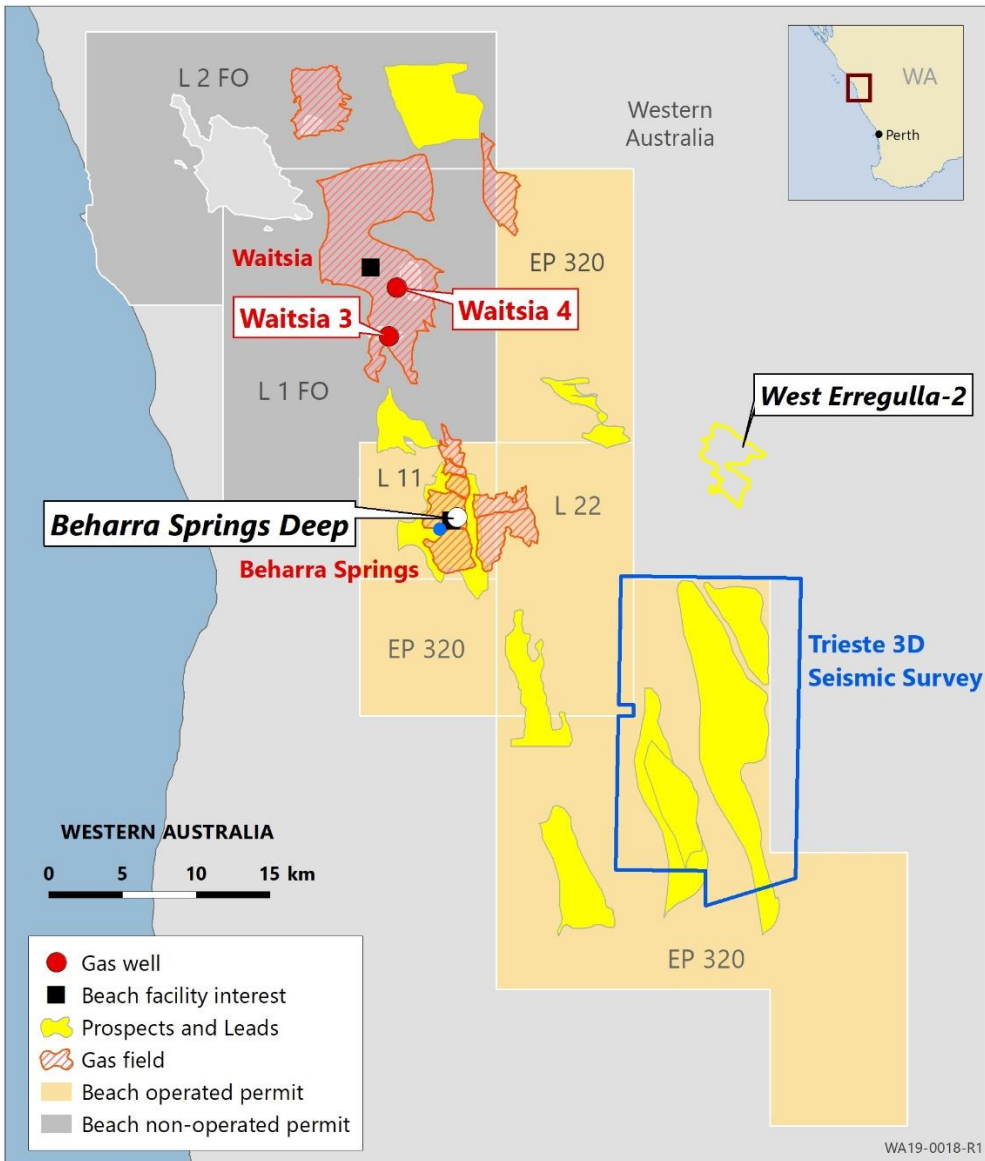 L 2 FO
Western
Australia
WA
Perth
Waitsia
EP 320
Waitsia 3
Waitsia 4
L 1 FO
West Erregulla-2
L 11
L 22
Beharra Springs Deep
Beharra Springs
EP 320
Trieste 3D
Seismic Survey
WESTERN AUSTRALIA
0 5 10 15 km
EP 320
Gas well
Beach facility interest
Prospects and Leads
Gas field
Beach operated permit
Beach non-operated permit
WA19-0018-R1